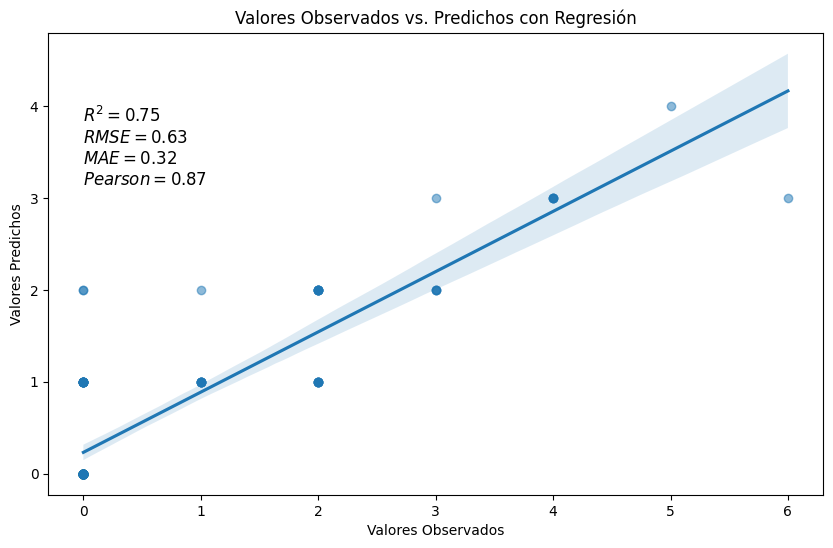 Valores Observados vs. Predichos con Regresión
R² = 0.75
RMSE = 0.63
MAE = 0.32
Pearson = 0.87
Valores Predichos
4
3
2
1
0
0 1 2 3 4 5 6
Valores Observados